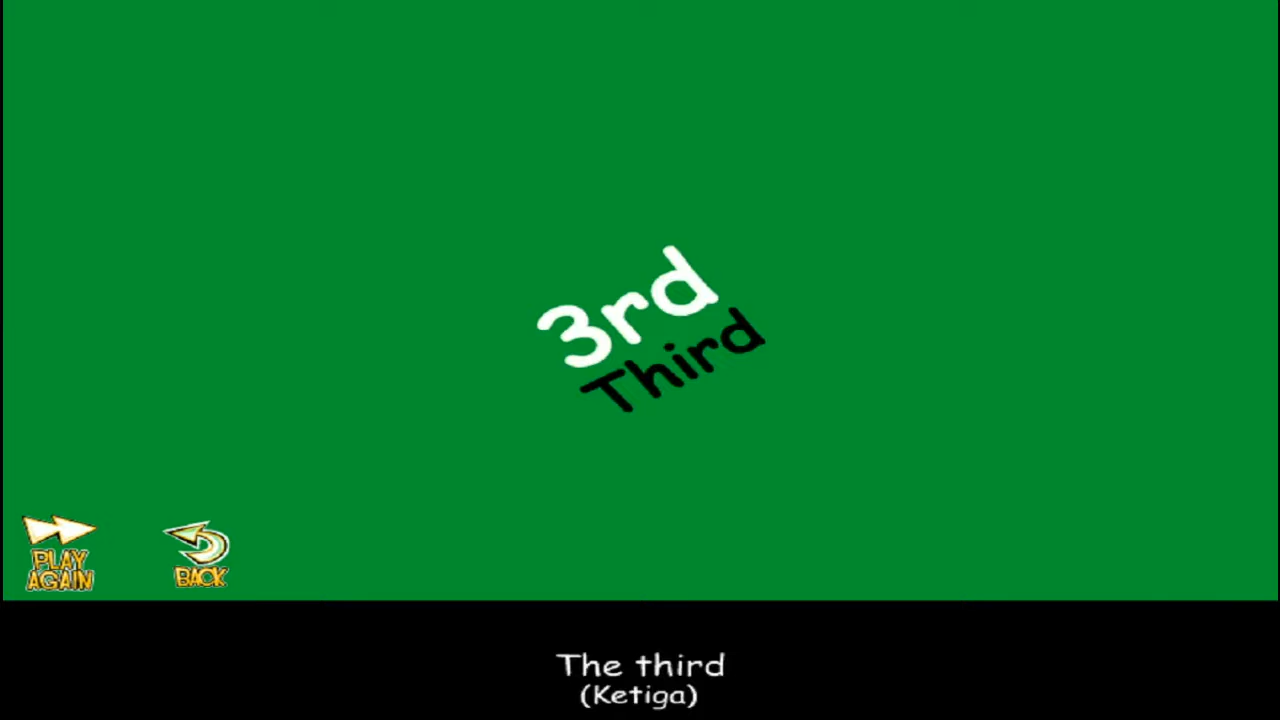 3rd
Third
PLAY
AGAIN
BACK
The third
(Ketiga)